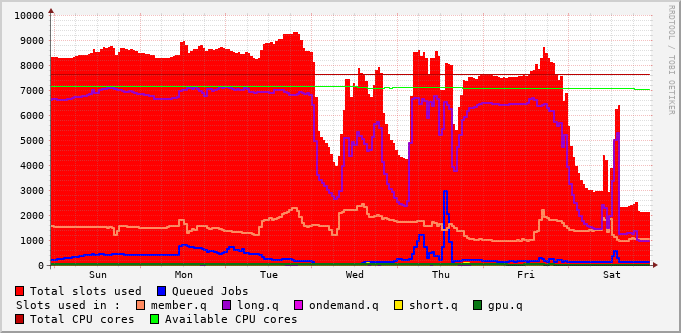 RRDTOOL / TOBI OETIKER
10000
9000
8000
7000
6000
5000
4000
3000
2000
1000
0
Sun Mon Tue Wed Thu Fri Sat
Total slots used Queued Jobs
Slots used in : member.q long.q ondemand.q short.q gpu.q
Total CPU cores Available CPU cores